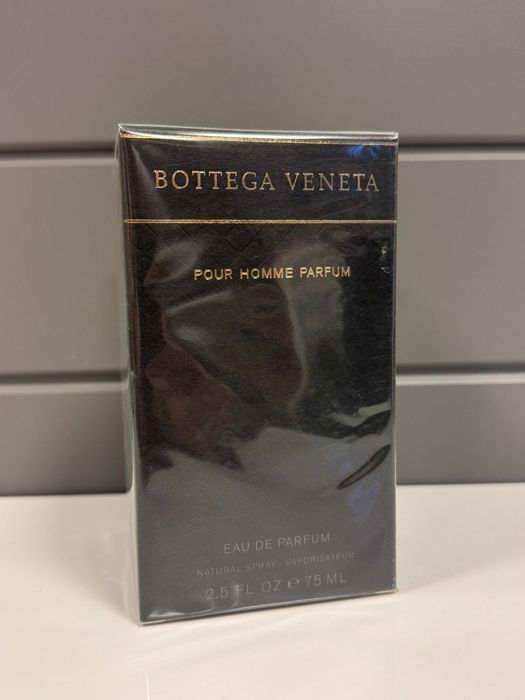 BOTTEGA VENETA
POUR HOMME PARFUM
EAU DE PARFUM
NATURAL SPRAY - VAPORISATEUR
2.5 FL OZ ℮ 75 ML